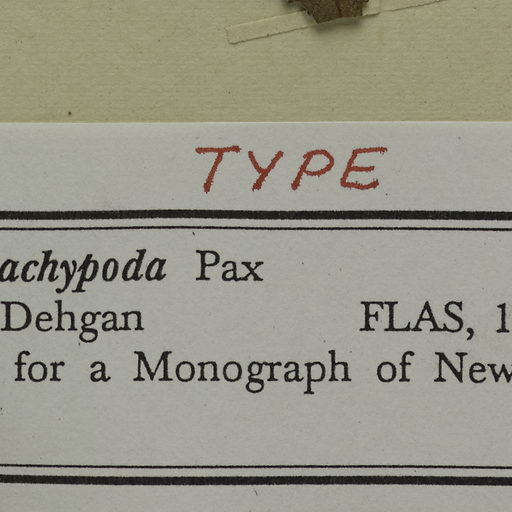 TYPE
achypoda Pax
Dehgan FLAS, 1
for a Monograph of New